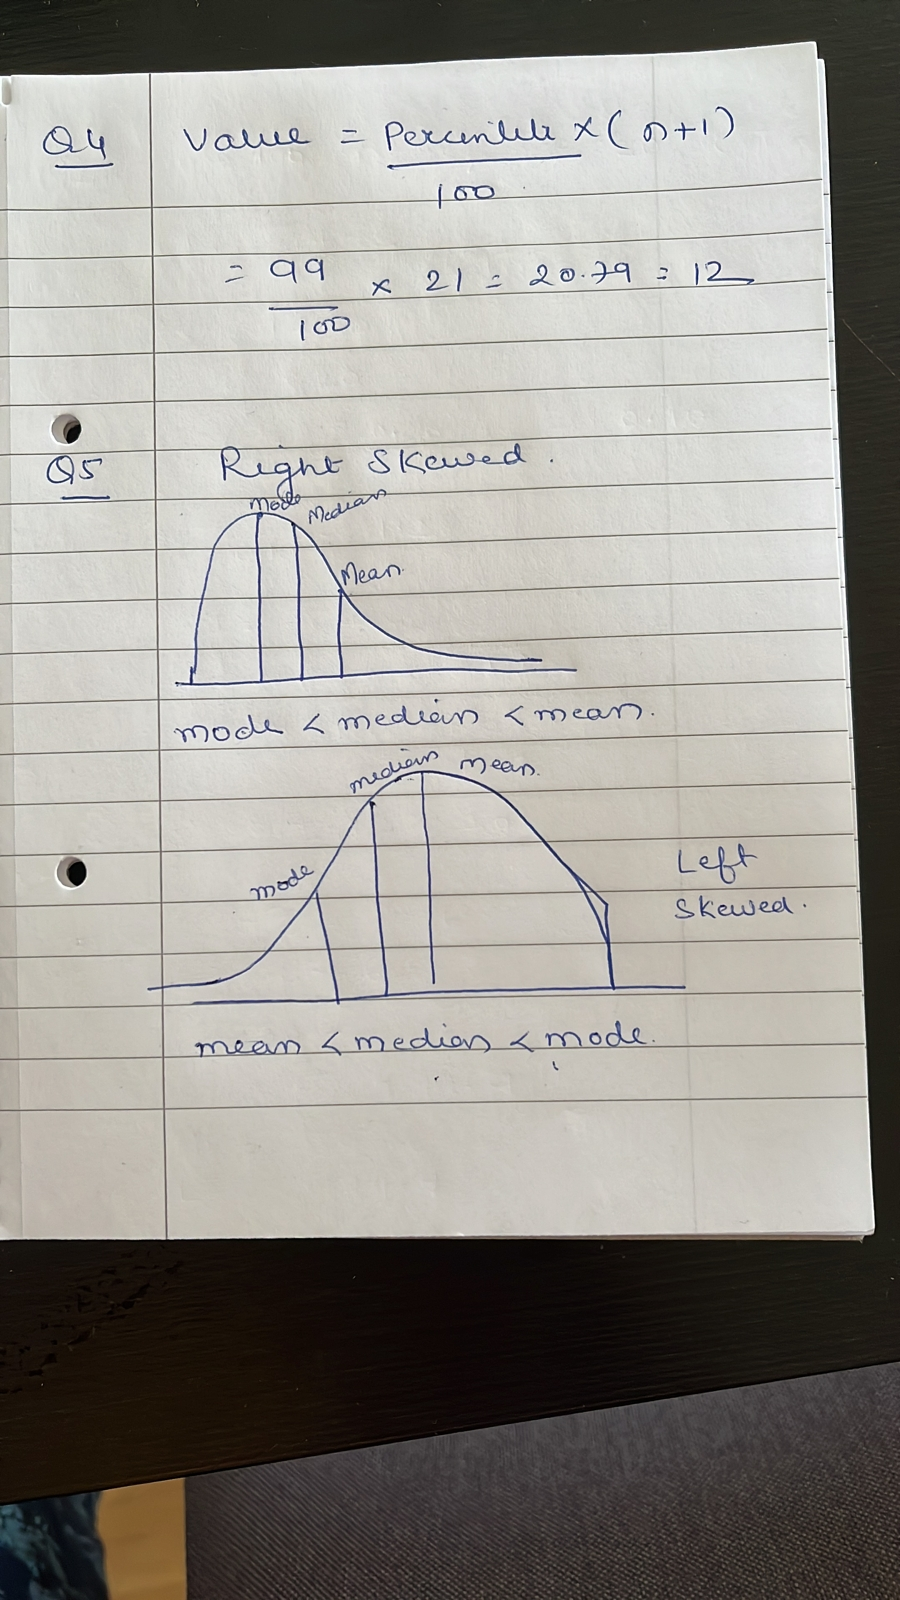 Q4
Value = Percentile × (n+1)
100
= 99 × 21 = 20.79 = 12
100
Q5
Right Skewed.
Mode
Median
Mean.
mode < median < mean.
median mean.
mode
Left
Skewed.
mean < median < mode.